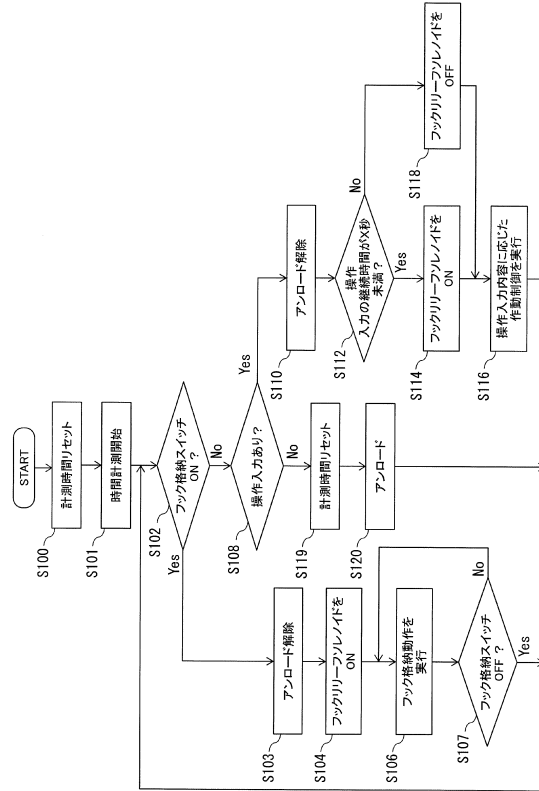 START
S100
計測時間リセット
S101
時間計測開始
S102
フック格納スイッチ
ON ?
Yes
No
S103
アンロード解除
S104
フックリリーフソレノイドを
ON
S106
フック格納動作を
実行
S107
フック格納スイッチ
OFF ?
No
Yes
S108
操作入力あり?
Yes
No
S119
計測時間リセット
S120
アンロード
S110
アンロード解除
S112
操作
入力の継続時間がX秒
未満?
No
Yes
S114
フックリリーフソレノイドを
ON
S118
フックリリーフソレノイドを
OFF
S116
操作入力内容に応じた
作動制御を実行